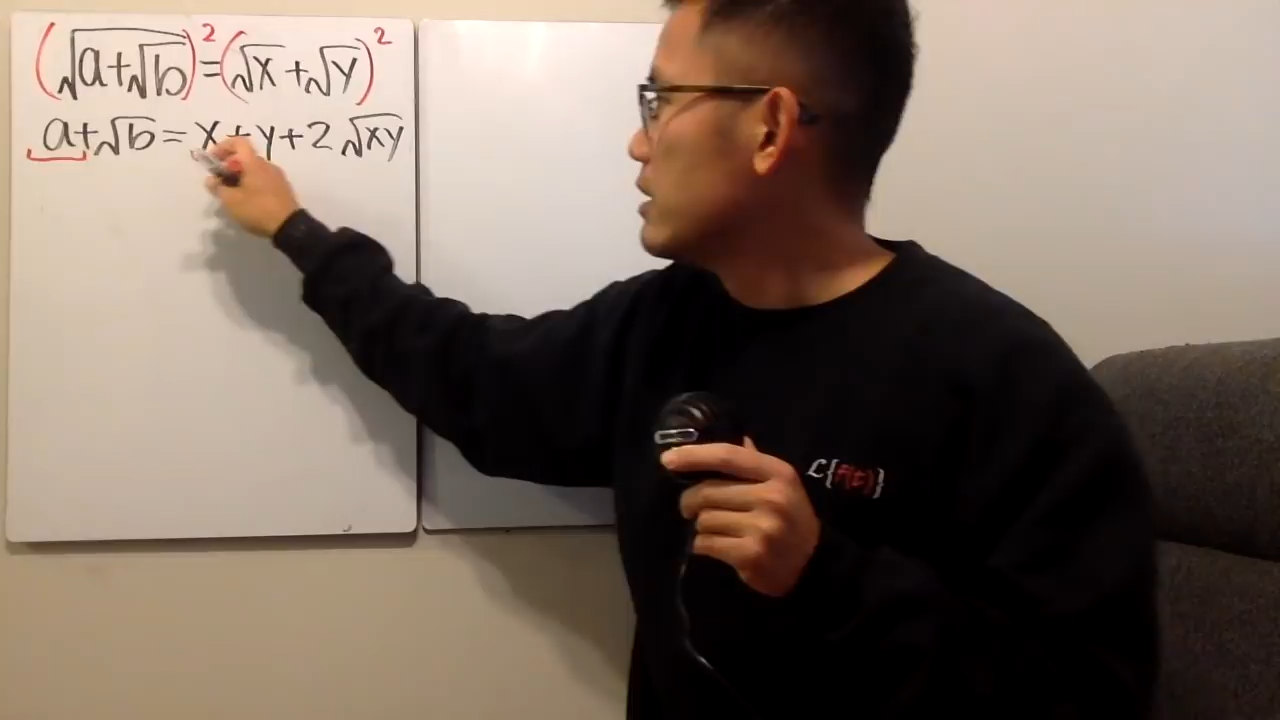 (√(a+√b))²=(√x+√y)²
a+√b=x+y+2√xy
ℒ{f(t)}